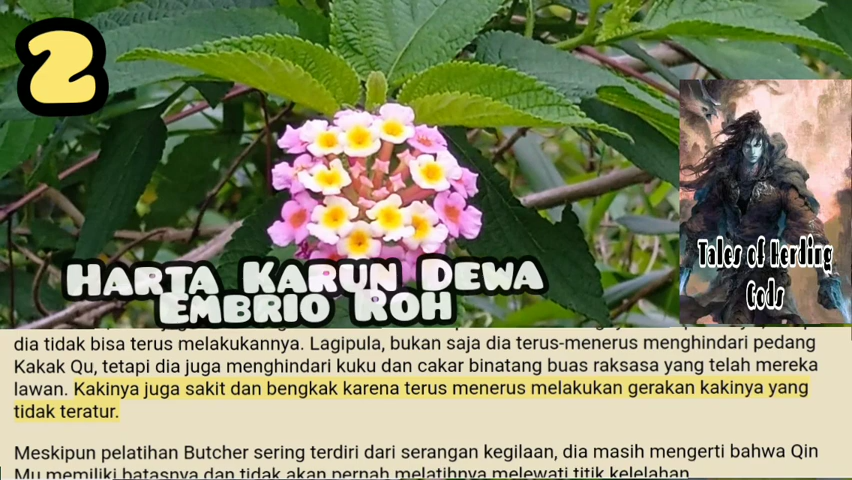 2
HARTA KARUN DEWA
EMBRIO ROH
Tales of Herding
Gods
dia tidak bisa terus melakukannya. Lagipula, bukan saja dia terus-menerus menghindari pedang
Kakak Qu, tetapi dia juga menghindari kuku dan cakar binatang buas raksasa yang telah mereka
lawan. Kakinya juga sakit dan bengkak karena terus menerus melakukan gerakan kakinya yang
tidak teratur.
Meskipun pelatihan Butcher sering terdiri dari serangan kegilaan, dia masih mengerti bahwa Qin
Mu memiliki batasnya dan tidak akan pernah melatihnya melewati titik kelelahan.